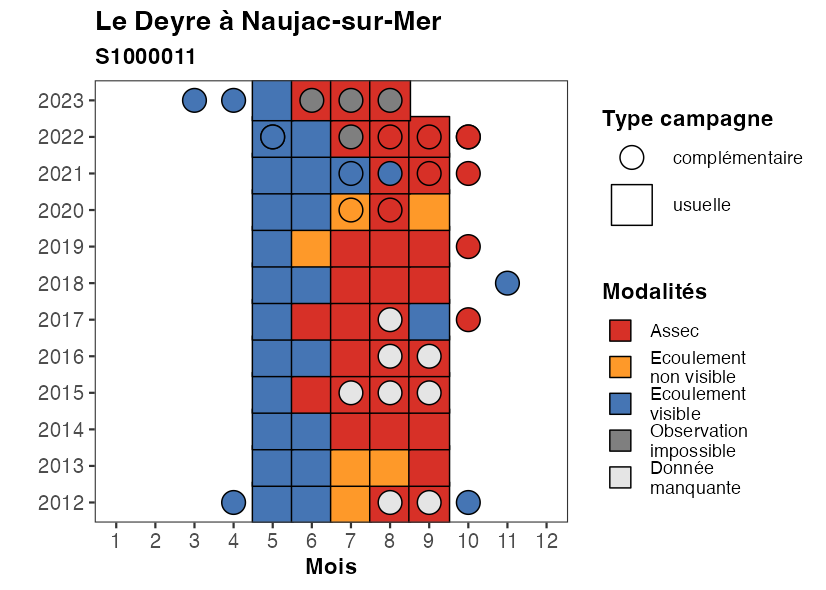 Le Deyre à Naujac-sur-Mer
S1000011
2023
2022
2021
2020
2019
2018
2017
2016
2015
2014
2013
2012
1 2 3 4 5 6 7 8 9 10 11 12
Mois
Type campagne
complémentaire
usuelle
Modalités
Assec
Ecoulement
non visible
Ecoulement
visible
Observation
impossible
Donnée
manquante